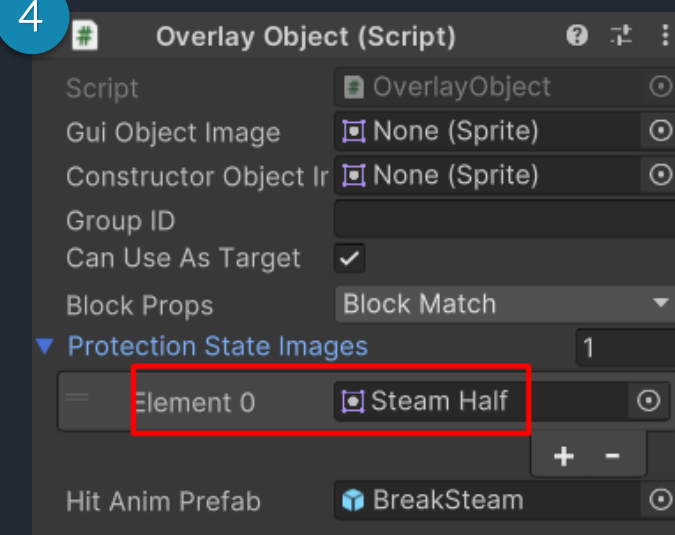 4
# Overlay Object (Script)
Script # OverlayObject
Gui Object Image None (Sprite)
Constructor Object Ir None (Sprite)
Group ID
Can Use As Target
Block Props Block Match
Protection State Images 1
Element 0 Steam Half
+ -
Hit Anim Prefab BreakSteam